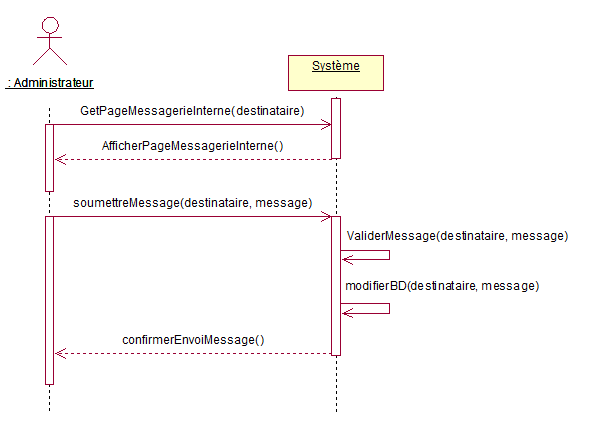 Système
: Administrateur
GetPageMessagerieInterne(destinataire)
AfficherPageMessagerieInterne()
soumettreMessage(destinataire, message)
ValiderMessage(destinataire, message)
modifierBD(destinataire, message)
confirmerEnvoiMessage()